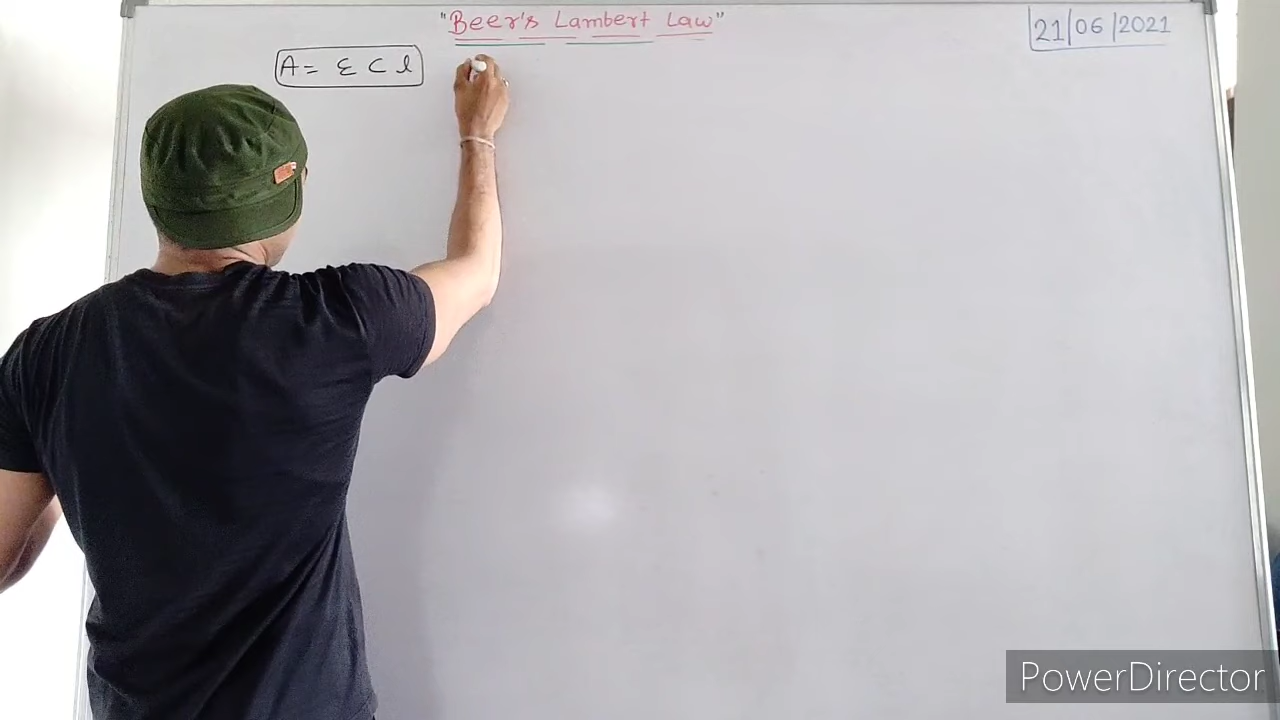 "Beer's Lambert Law"
21/06/2021
A = ε C l
PowerDirector